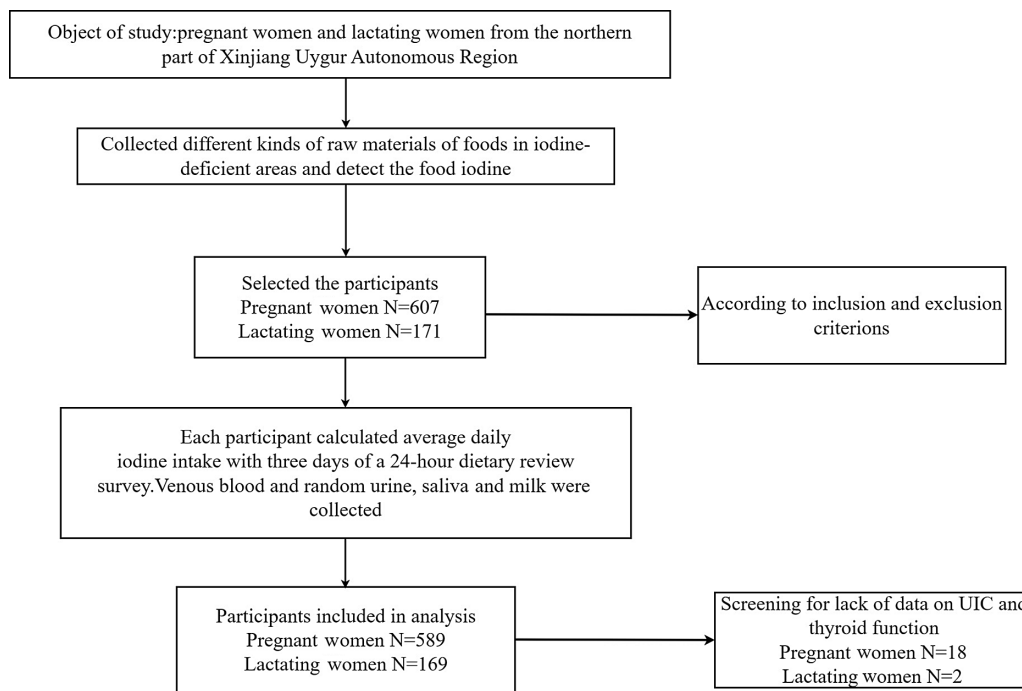 Object of study:pregnant women and lactating women from the northern
part of Xinjiang Uygur Autonomous Region
Collected different kinds of raw materials of foods in iodine-
deficient areas and detect the food iodine
Selected the participants
Pregnant women N=607
Lactating women N=171
According to inclusion and exclusion
criterions
Each participant calculated average daily
iodine intake with three days of a 24-hour dietary review
survey.Venous blood and random urine, saliva and milk were
collected
Participants included in analysis
Pregnant women N=589
Lactating women N=169
Screening for lack of data on UIC and
thyroid function
Pregnant women N=18
Lactating women N=2